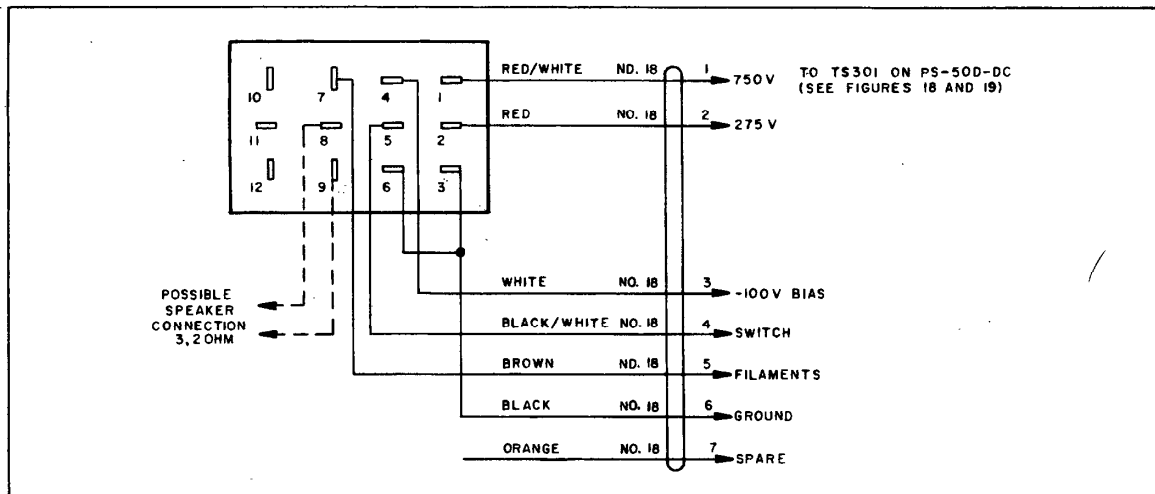 RED/WHITE ND. 18 1 750 V TO TS301 ON PS-50D-DC
(SEE FIGURES 18 AND 19)
10 7 4 1
RED NO. 18 2 275 V
11 8 5 2
12 9 6 3
WHITE NO. 18 3 -100V BIAS
POSSIBLE
SPEAKER
CONNECTION
3,2 OHM
BLACK/WHITE NO. 18 4 SWITCH
BROWN ND. 18 5 FILAMENTS
BLACK NO. 18 6 GROUND
ORANGE NO. 18 7 SPARE